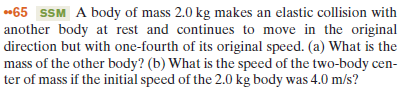 ••65 SSM A body of mass 2.0 kg makes an elastic collision with
another body at rest and continues to move in the original
direction but with one-fourth of its original speed. (a) What is the
mass of the other body? (b) What is the speed of the two-body cen-
ter of mass if the initial speed of the 2.0 kg body was 4.0 m/s?